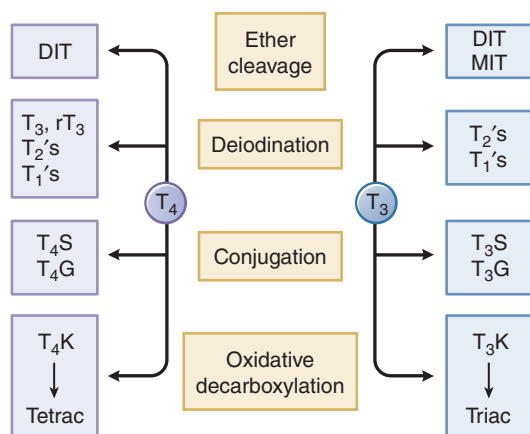 DIT
Ether
cleavage
DIT
MIT
T₃, rT₃
T₂′s
T₁′s
Deiodination
T₂′s
T₁′s
T₄
T₃
T₄S
T₄G
Conjugation
T₃S
T₃G
T₄K
Tetrac
Oxidative
decarboxylation
T₃K
Triac